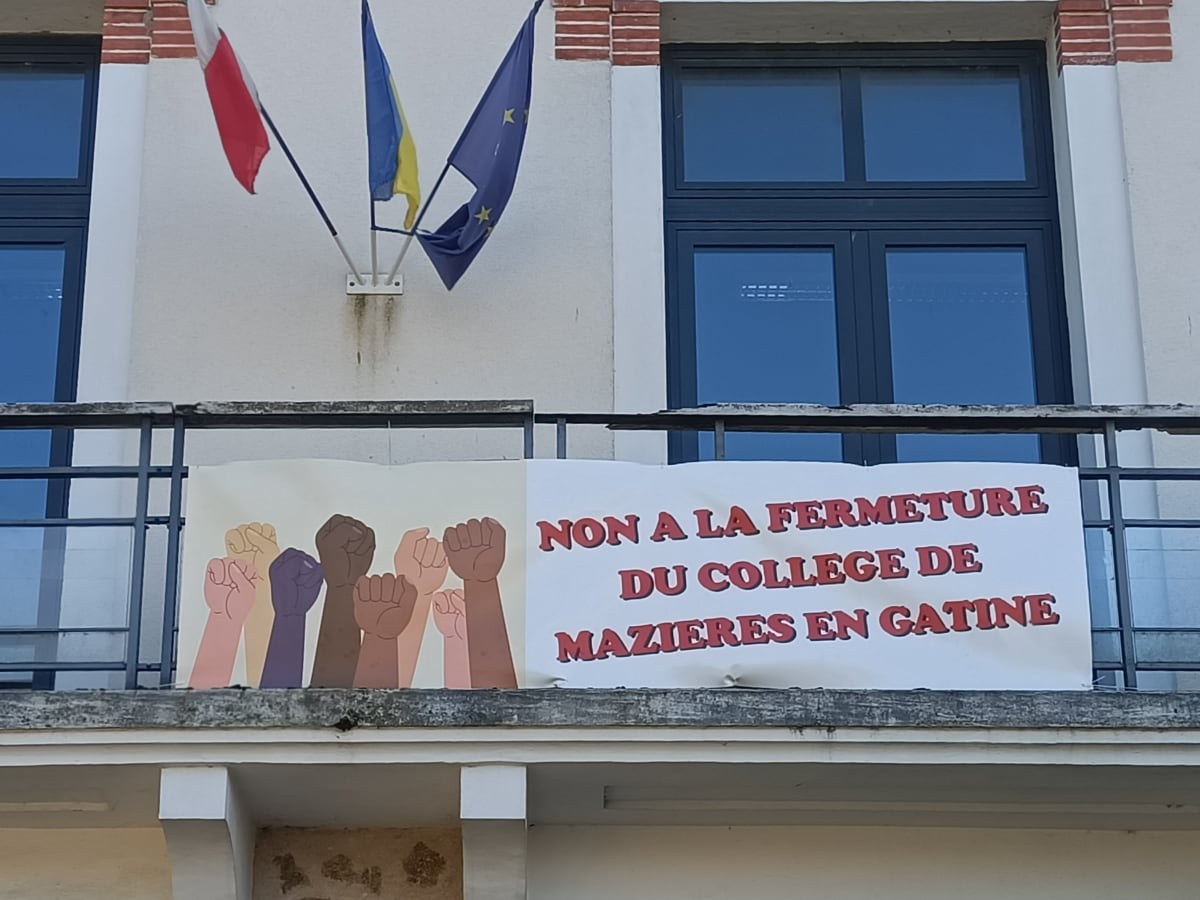 NON A LA FERMETURE
DU COLLEGE DE
MAZIERES EN GATINE